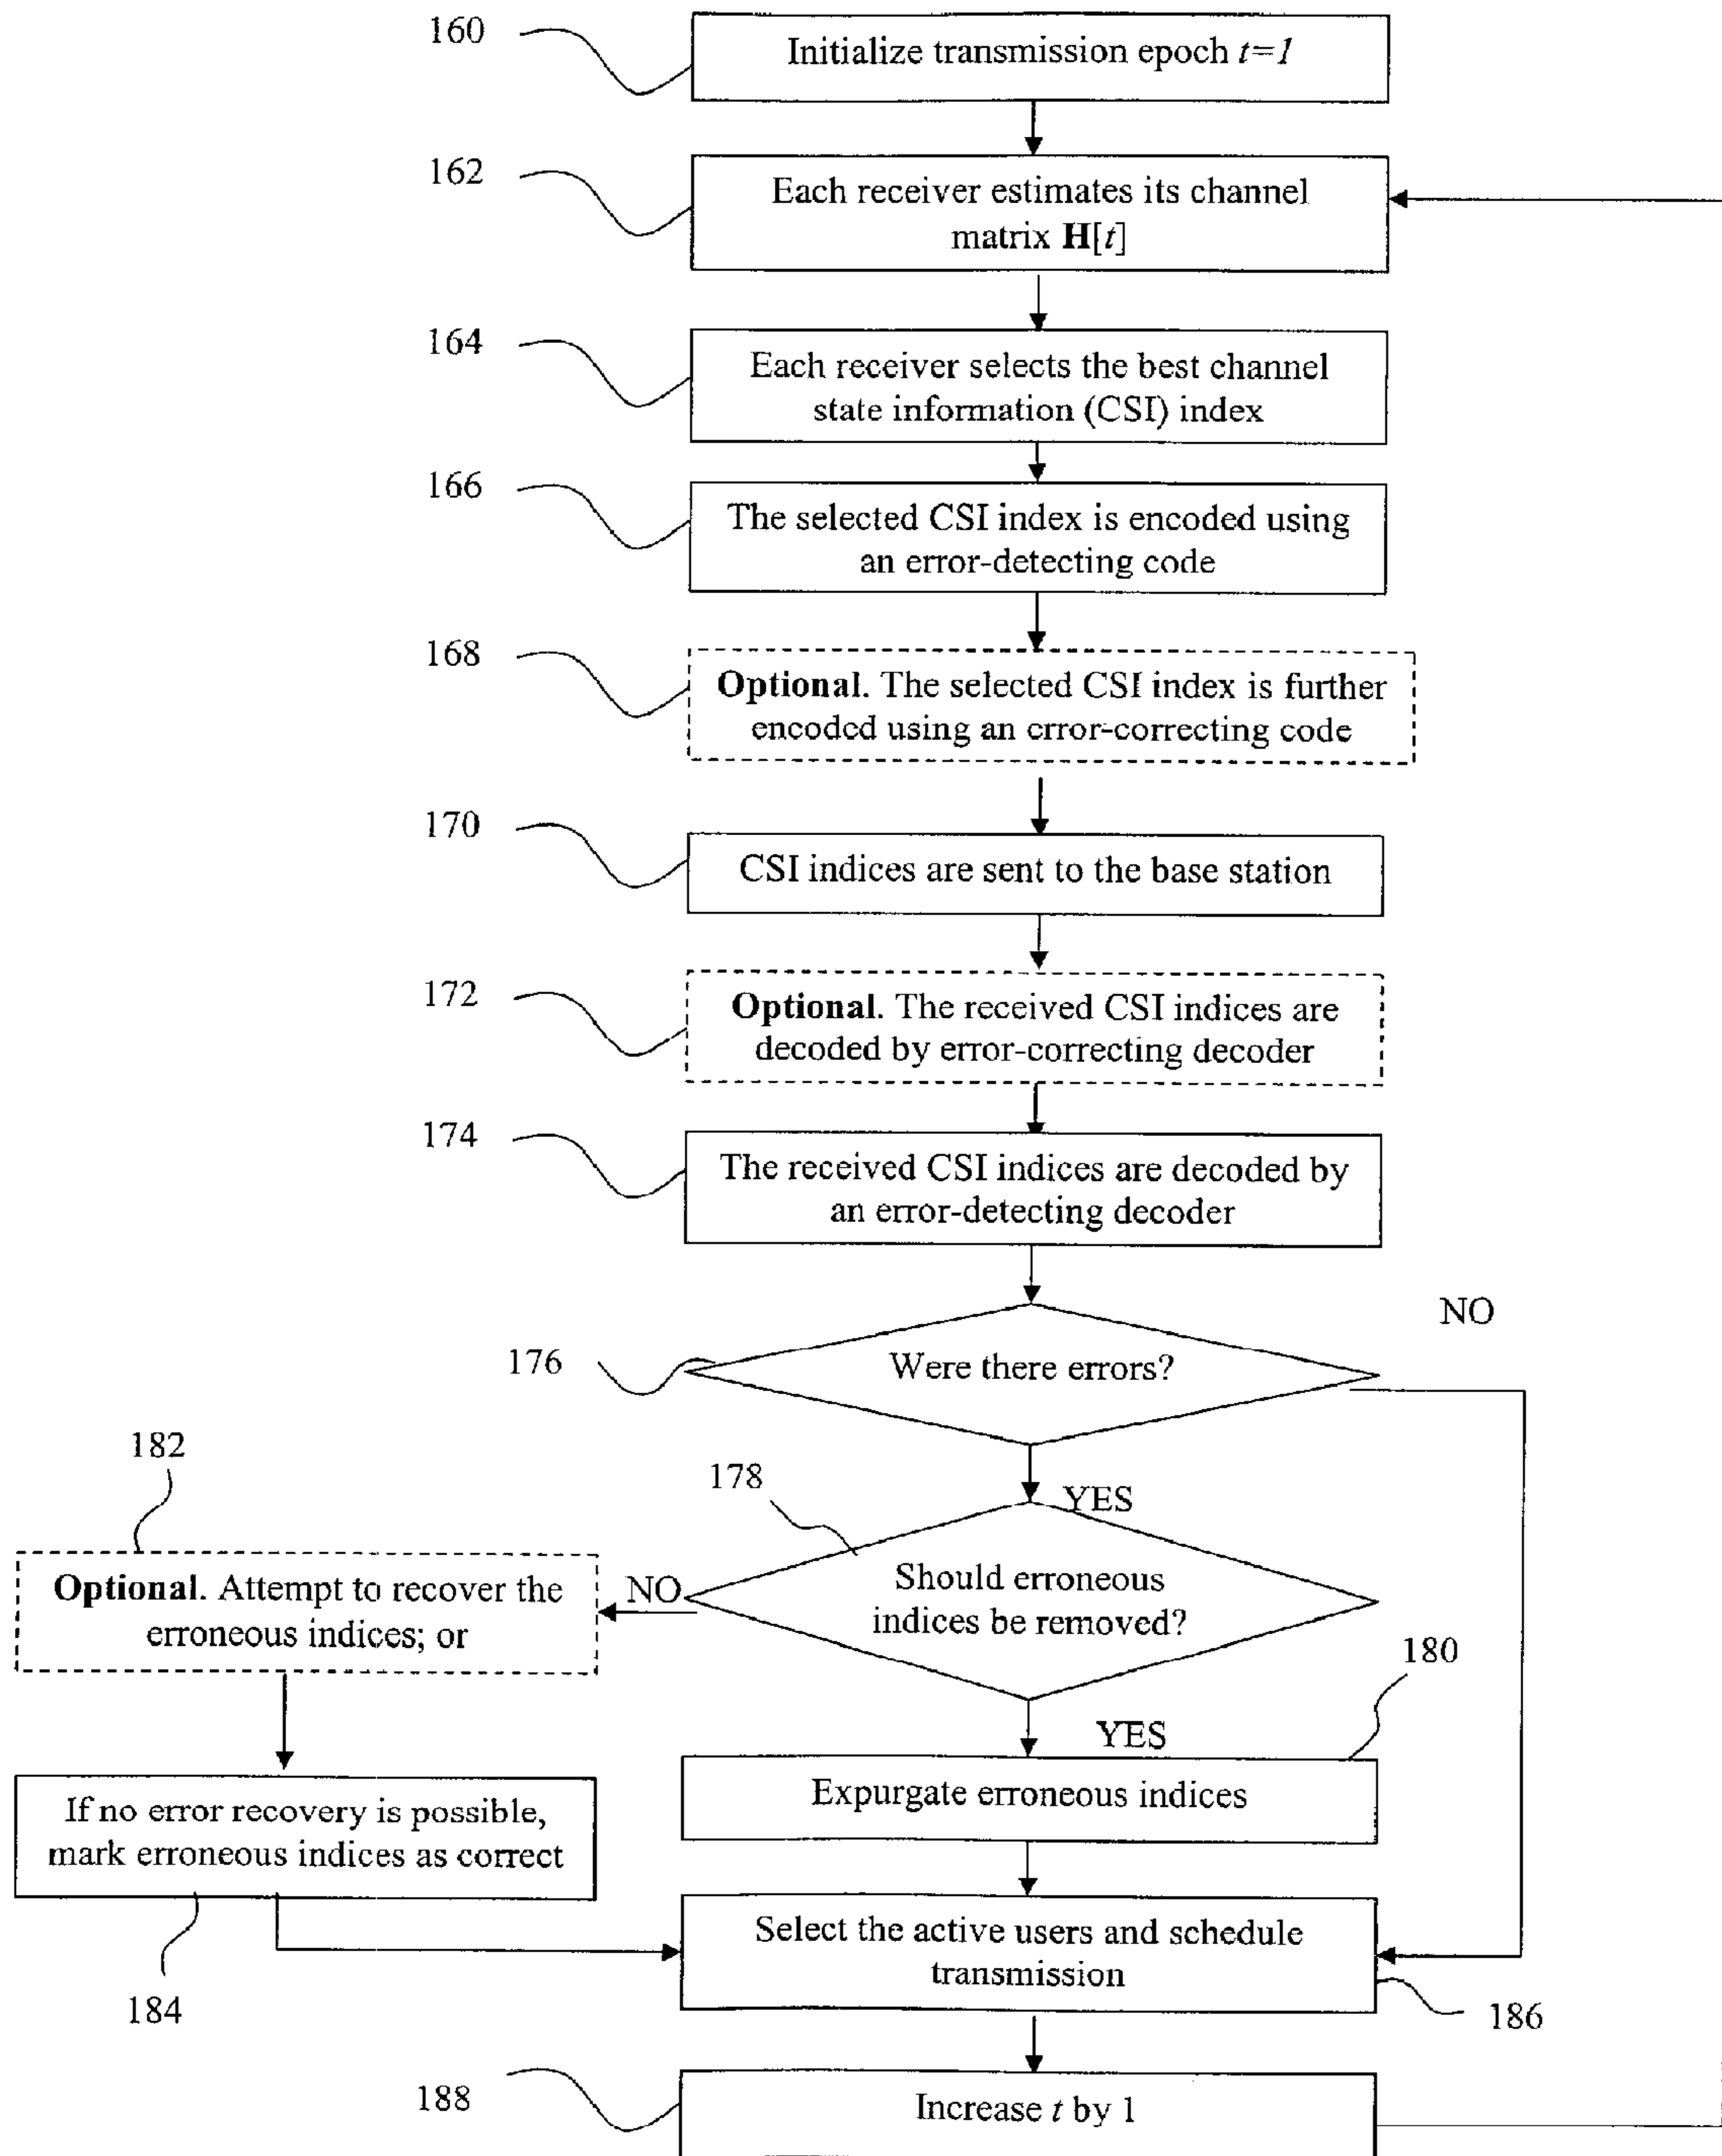 160
Initialize transmission epoch t=1
162
Each receiver estimates its channel
matrix H[t]
164
Each receiver selects the best channel
state information (CSI) index
166
The selected CSI index is encoded using
an error-detecting code
168
Optional. The selected CSI index is further
encoded using an error-correcting code
170
CSI indices are sent to the base station
172
Optional. The received CSI indices are
decoded by error-correcting decoder
174
The received CSI indices are decoded by
an error-detecting decoder
NO
176
Were there errors?
182
178
YES
Optional. Attempt to recover the
erroneous indices; or
NO
Should erroneous
indices be removed?
180
YES
Expurgate erroneous indices
If no error recovery is possible,
mark erroneous indices as correct
Select the active users and schedule
transmission
184
186
188
Increase t by 1